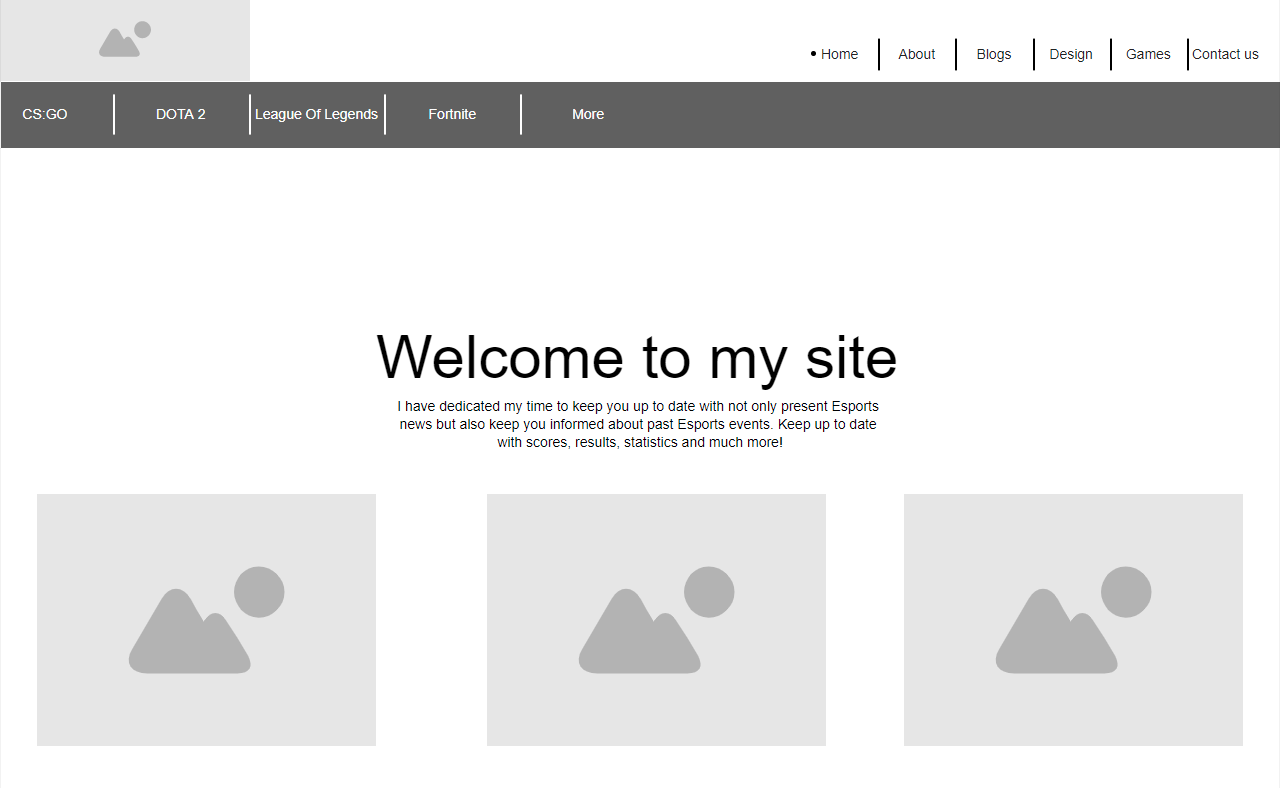 • Home About Blogs Design Games Contact us
CS:GO DOTA 2 League Of Legends Fortnite More
Welcome to my site
I have dedicated my time to keep you up to date with not only present Esports
news but also keep you informed about past Esports events. Keep up to date
with scores, results, statistics and much more!